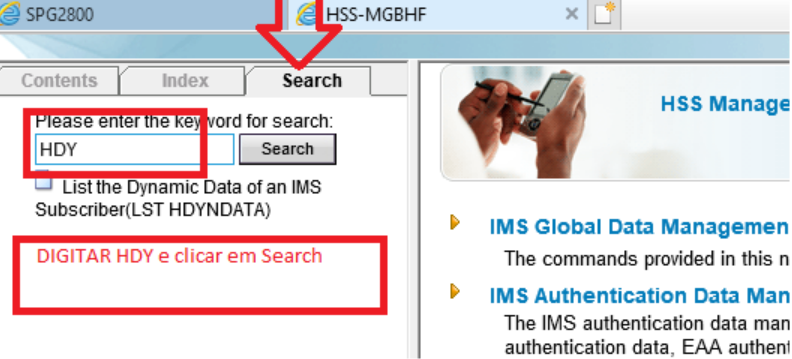 SPG2800
HSS-MGBHF
Contents Index Search
Please enter the keyword for search:
HDY Search
List the Dynamic Data of an IMS
Subscriber(LST HDYNDATA)
DIGITAR HDY e clicar em Search
HSS Manage
IMS Global Data Managemen
The commands provided in this n
IMS Authentication Data Man
The IMS authentication data man
authentication data, EAA authent